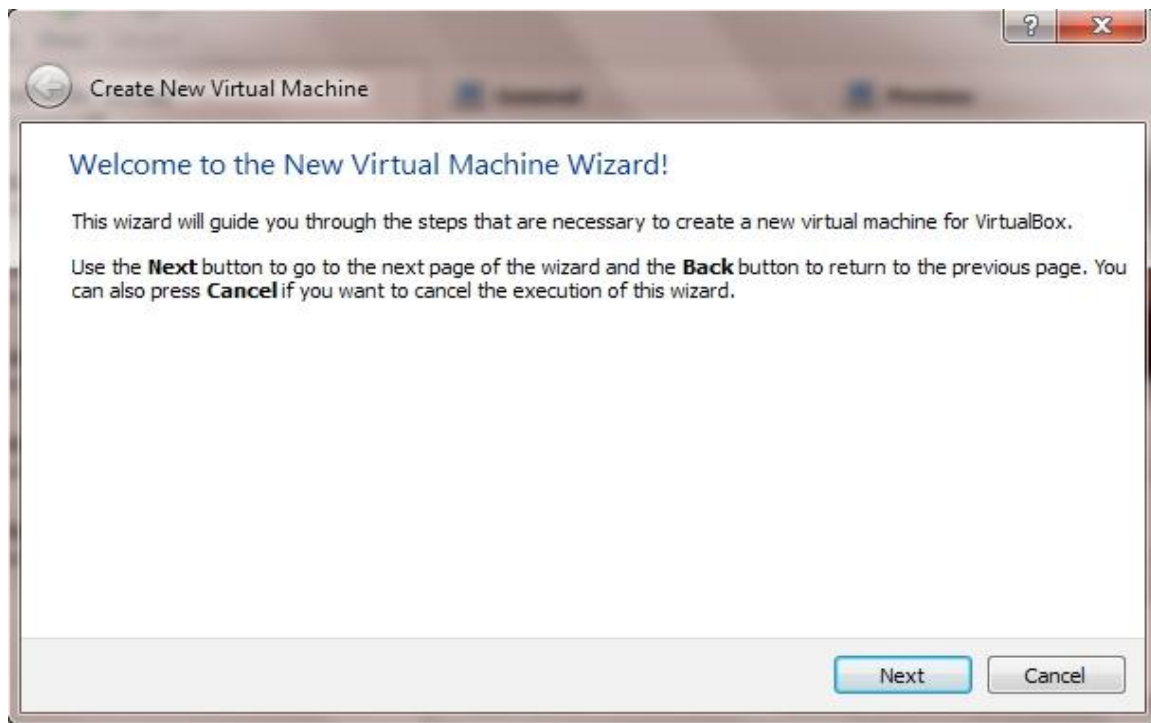 ?
X
Create New Virtual Machine
Welcome to the New Virtual Machine Wizard!
This wizard will guide you through the steps that are necessary to create a new virtual machine for VirtualBox.
Use the Next button to go to the next page of the wizard and the Back button to return to the previous page. You
can also press Cancel if you want to cancel the execution of this wizard.
Next
Cancel